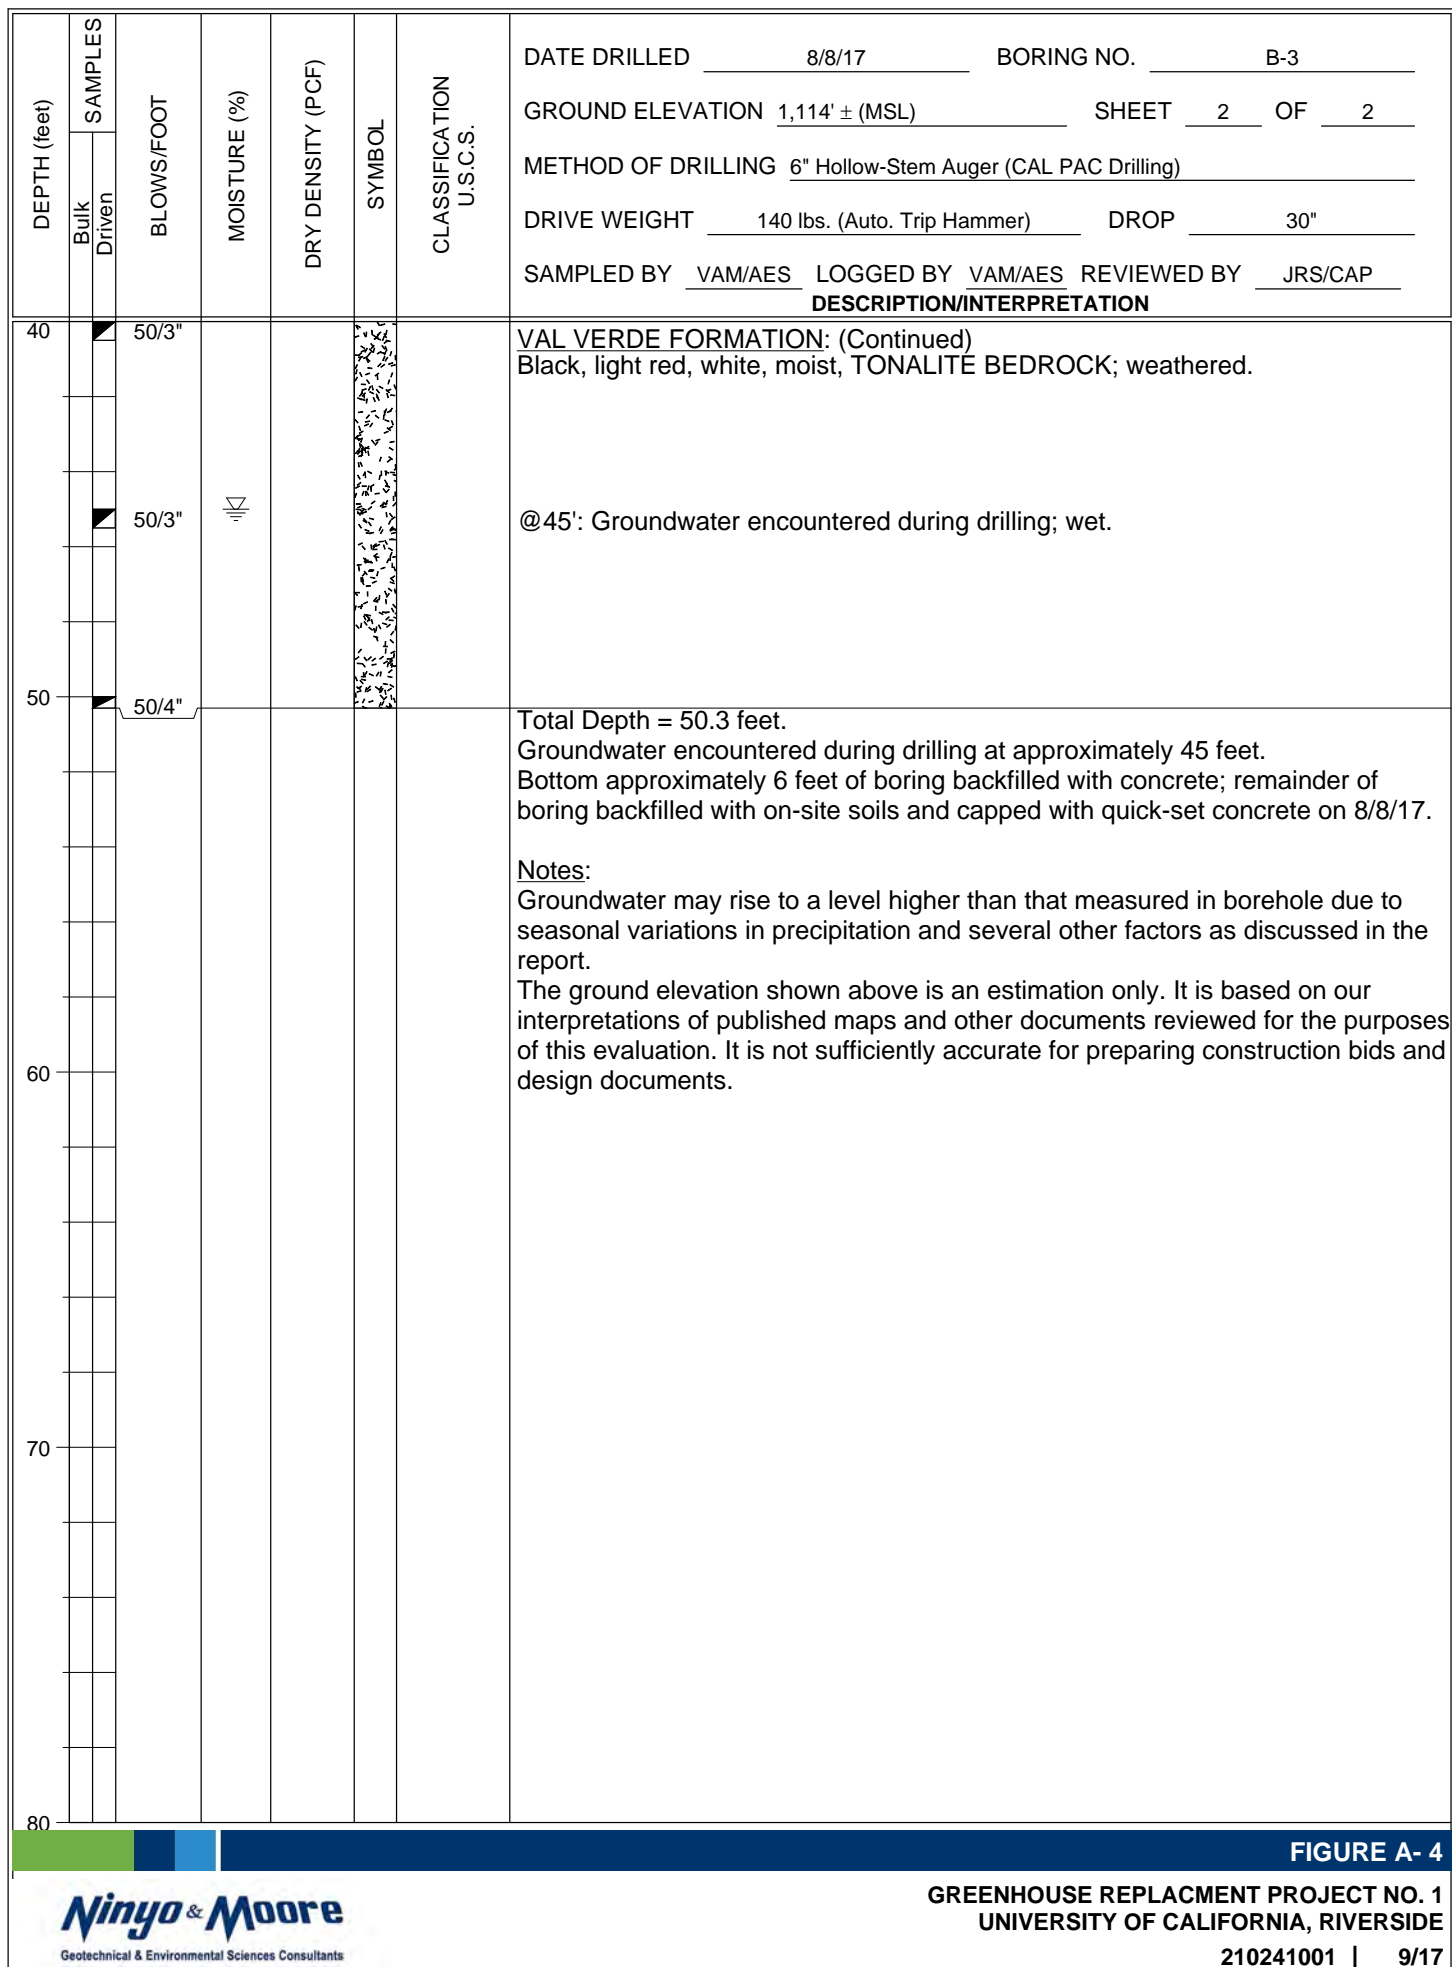 DEPTH (feet)
SAMPLES
Bulk
Driven
BLOWS/FOOT
MOISTURE (%)
DRY DENSITY (PCF)
SYMBOL
CLASSIFICATION
U.S.C.S.
DATE DRILLED 8/8/17 BORING NO. B-3
GROUND ELEVATION 1,114' ± (MSL) SHEET 2 OF 2
METHOD OF DRILLING 6" Hollow-Stem Auger (CAL PAC Drilling)
DRIVE WEIGHT 140 lbs. (Auto. Trip Hammer) DROP 30"
SAMPLED BY VAM/AES LOGGED BY VAM/AES REVIEWED BY JRS/CAP
DESCRIPTION/INTERPRETATION
40 50/3" VAL VERDE FORMATION: (Continued)
Black, light red, white, moist, TONALITE BEDROCK; weathered.
50/3" @45': Groundwater encountered during drilling; wet.
50 50/4"
Total Depth = 50.3 feet.
Groundwater encountered during drilling at approximately 45 feet.
Bottom approximately 6 feet of boring backfilled with concrete; remainder of
boring backfilled with on-site soils and capped with quick-set concrete on 8/8/17.
Notes:
Groundwater may rise to a level higher than that measured in borehole due to
seasonal variations in precipitation and several other factors as discussed in the
report.
The ground elevation shown above is an estimation only. It is based on our
interpretations of published maps and other documents reviewed for the purposes
of this evaluation. It is not sufficiently accurate for preparing construction bids and
60 design documents.
70
80
FIGURE A- 4
Ninyo & Moore
Geotechnical & Environmental Sciences Consultants
GREENHOUSE REPLACMENT PROJECT NO. 1
UNIVERSITY OF CALIFORNIA, RIVERSIDE
210241001 | 9/17